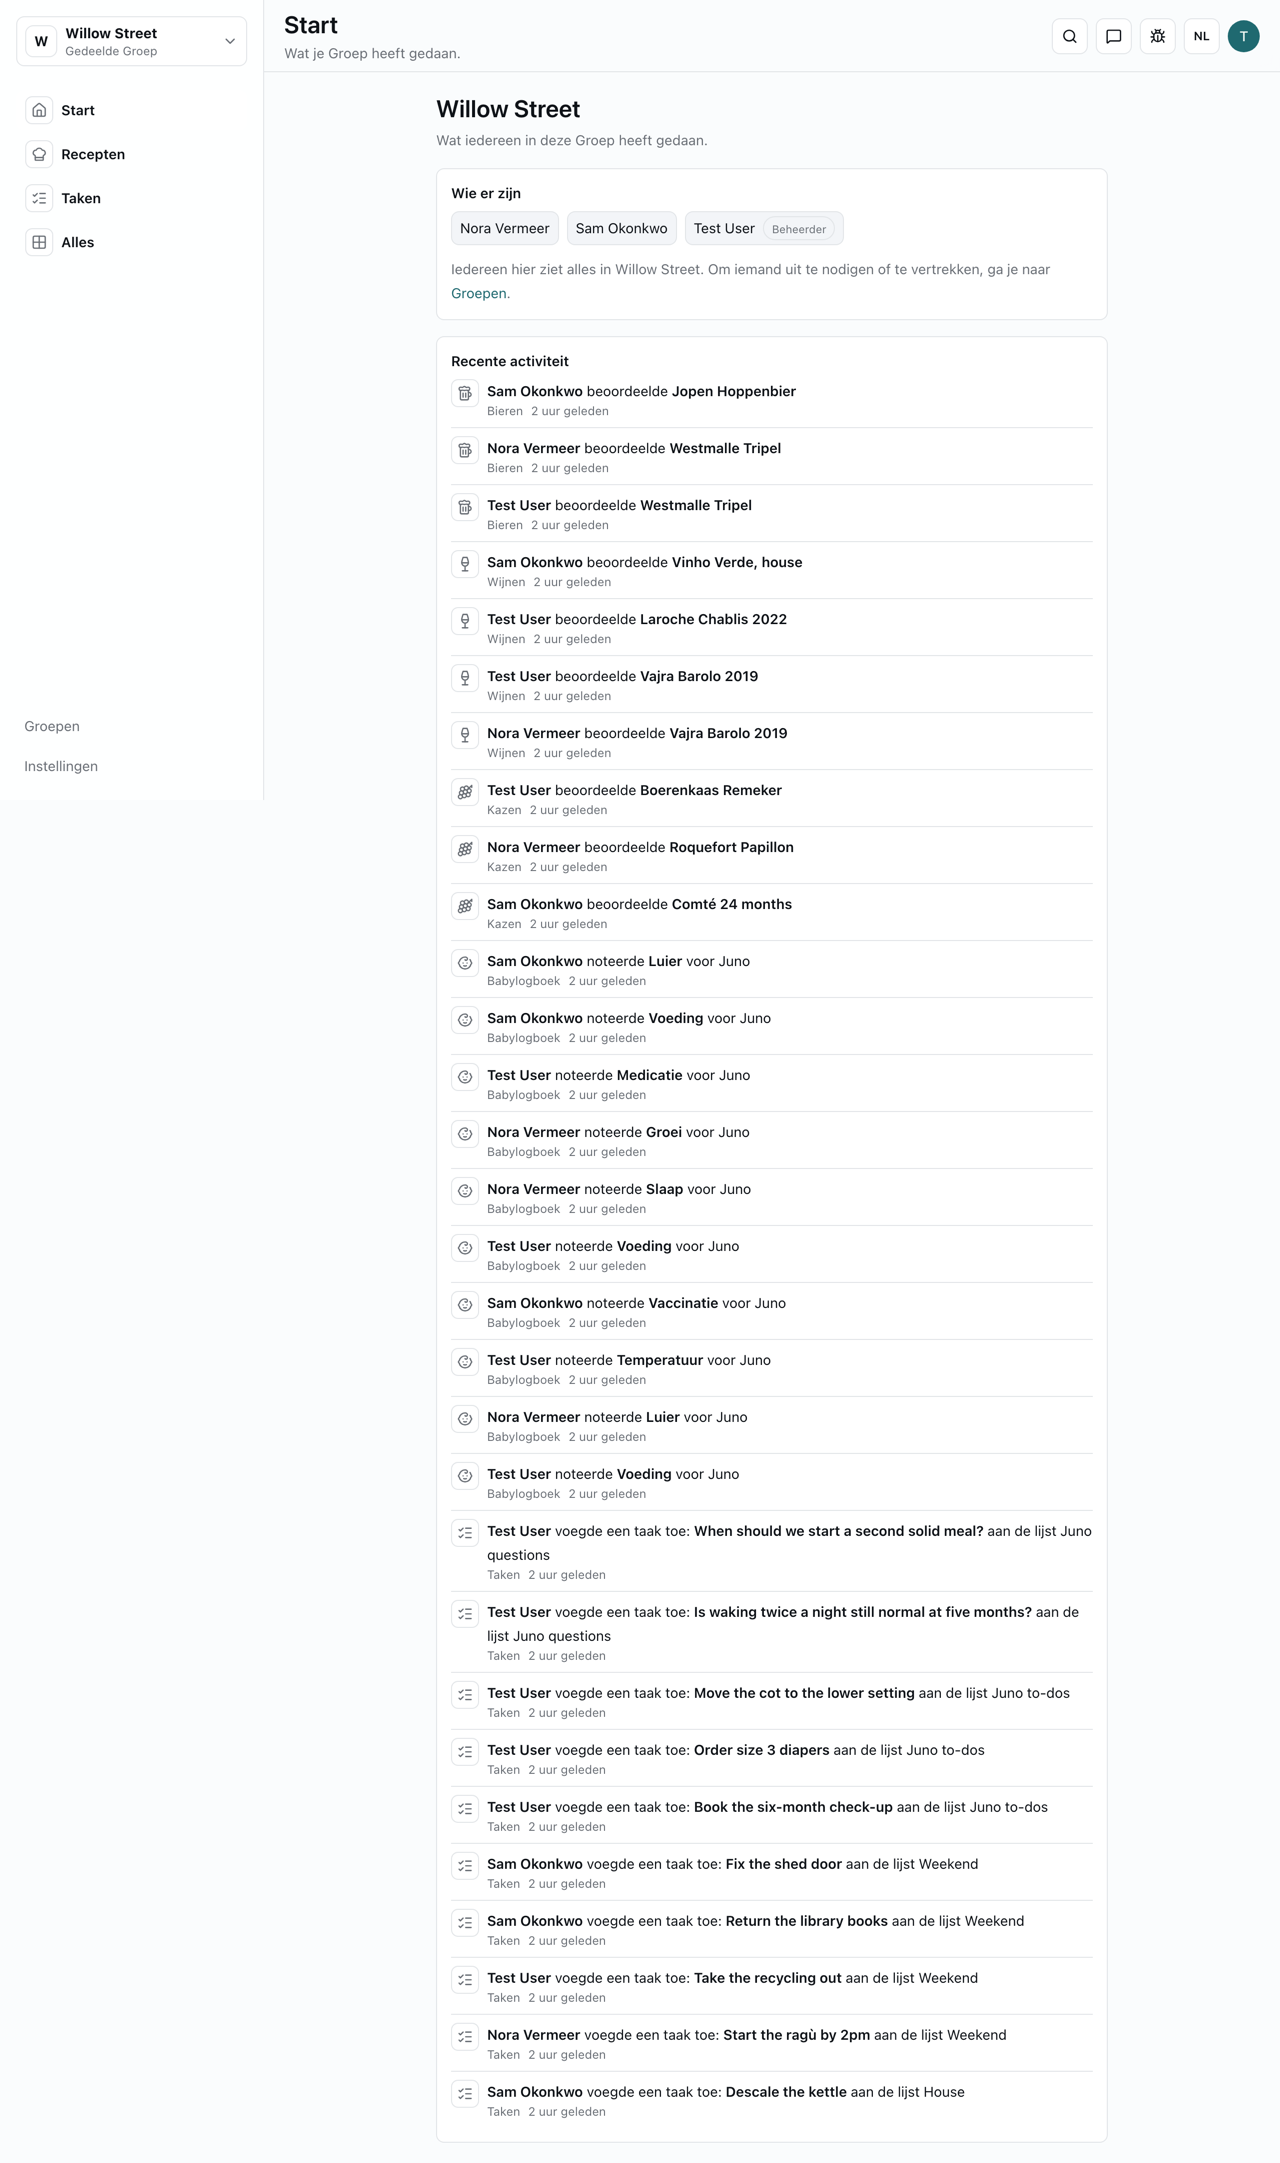 W
Willow Street
Gedeelde Groep
Start
Recepten
Taken
Alles
Groepen
Instellingen
Start
Wat je Groep heeft gedaan.
NL
T
Willow Street
Wat iedereen in deze Groep heeft gedaan.
Wie er zijn
Nora Vermeer
Sam Okonkwo
Test User Beheerder
Iedereen hier ziet alles in Willow Street. Om iemand uit te nodigen of te vertrekken, ga je naar
Groepen.
Recente activiteit
Sam Okonkwo beoordeelde Jopen Hoppenbier
Bieren 2 uur geleden
Nora Vermeer beoordeelde Westmalle Tripel
Bieren 2 uur geleden
Test User beoordeelde Westmalle Tripel
Bieren 2 uur geleden
Sam Okonkwo beoordeelde Vinho Verde, house
Wijnen 2 uur geleden
Test User beoordeelde Laroche Chablis 2022
Wijnen 2 uur geleden
Test User beoordeelde Vajra Barolo 2019
Wijnen 2 uur geleden
Nora Vermeer beoordeelde Vajra Barolo 2019
Wijnen 2 uur geleden
Test User beoordeelde Boerenkaas Remeker
Kazen 2 uur geleden
Nora Vermeer beoordeelde Roquefort Papillon
Kazen 2 uur geleden
Sam Okonkwo beoordeelde Comté 24 months
Kazen 2 uur geleden
Sam Okonkwo noteerde Luier voor Juno
Babylogboek 2 uur geleden
Sam Okonkwo noteerde Voeding voor Juno
Babylogboek 2 uur geleden
Test User noteerde Medicatie voor Juno
Babylogboek 2 uur geleden
Nora Vermeer noteerde Groei voor Juno
Babylogboek 2 uur geleden
Nora Vermeer noteerde Slaap voor Juno
Babylogboek 2 uur geleden
Test User noteerde Voeding voor Juno
Babylogboek 2 uur geleden
Sam Okonkwo noteerde Vaccinatie voor Juno
Babylogboek 2 uur geleden
Test User noteerde Temperatuur voor Juno
Babylogboek 2 uur geleden
Nora Vermeer noteerde Luier voor Juno
Babylogboek 2 uur geleden
Test User noteerde Voeding voor Juno
Babylogboek 2 uur geleden
Test User voegde een taak toe: When should we start a second solid meal? aan de lijst Juno
questions
Taken 2 uur geleden
Test User voegde een taak toe: Is waking twice a night still normal at five months? aan de
lijst Juno questions
Taken 2 uur geleden
Test User voegde een taak toe: Move the cot to the lower setting aan de lijst Juno to-dos
Taken 2 uur geleden
Test User voegde een taak toe: Order size 3 diapers aan de lijst Juno to-dos
Taken 2 uur geleden
Test User voegde een taak toe: Book the six-month check-up aan de lijst Juno to-dos
Taken 2 uur geleden
Sam Okonkwo voegde een taak toe: Fix the shed door aan de lijst Weekend
Taken 2 uur geleden
Sam Okonkwo voegde een taak toe: Return the library books aan de lijst Weekend
Taken 2 uur geleden
Test User voegde een taak toe: Take the recycling out aan de lijst Weekend
Taken 2 uur geleden
Nora Vermeer voegde een taak toe: Start the ragù by 2pm aan de lijst Weekend
Taken 2 uur geleden
Sam Okonkwo voegde een taak toe: Descale the kettle aan de lijst House
Taken 2 uur geleden